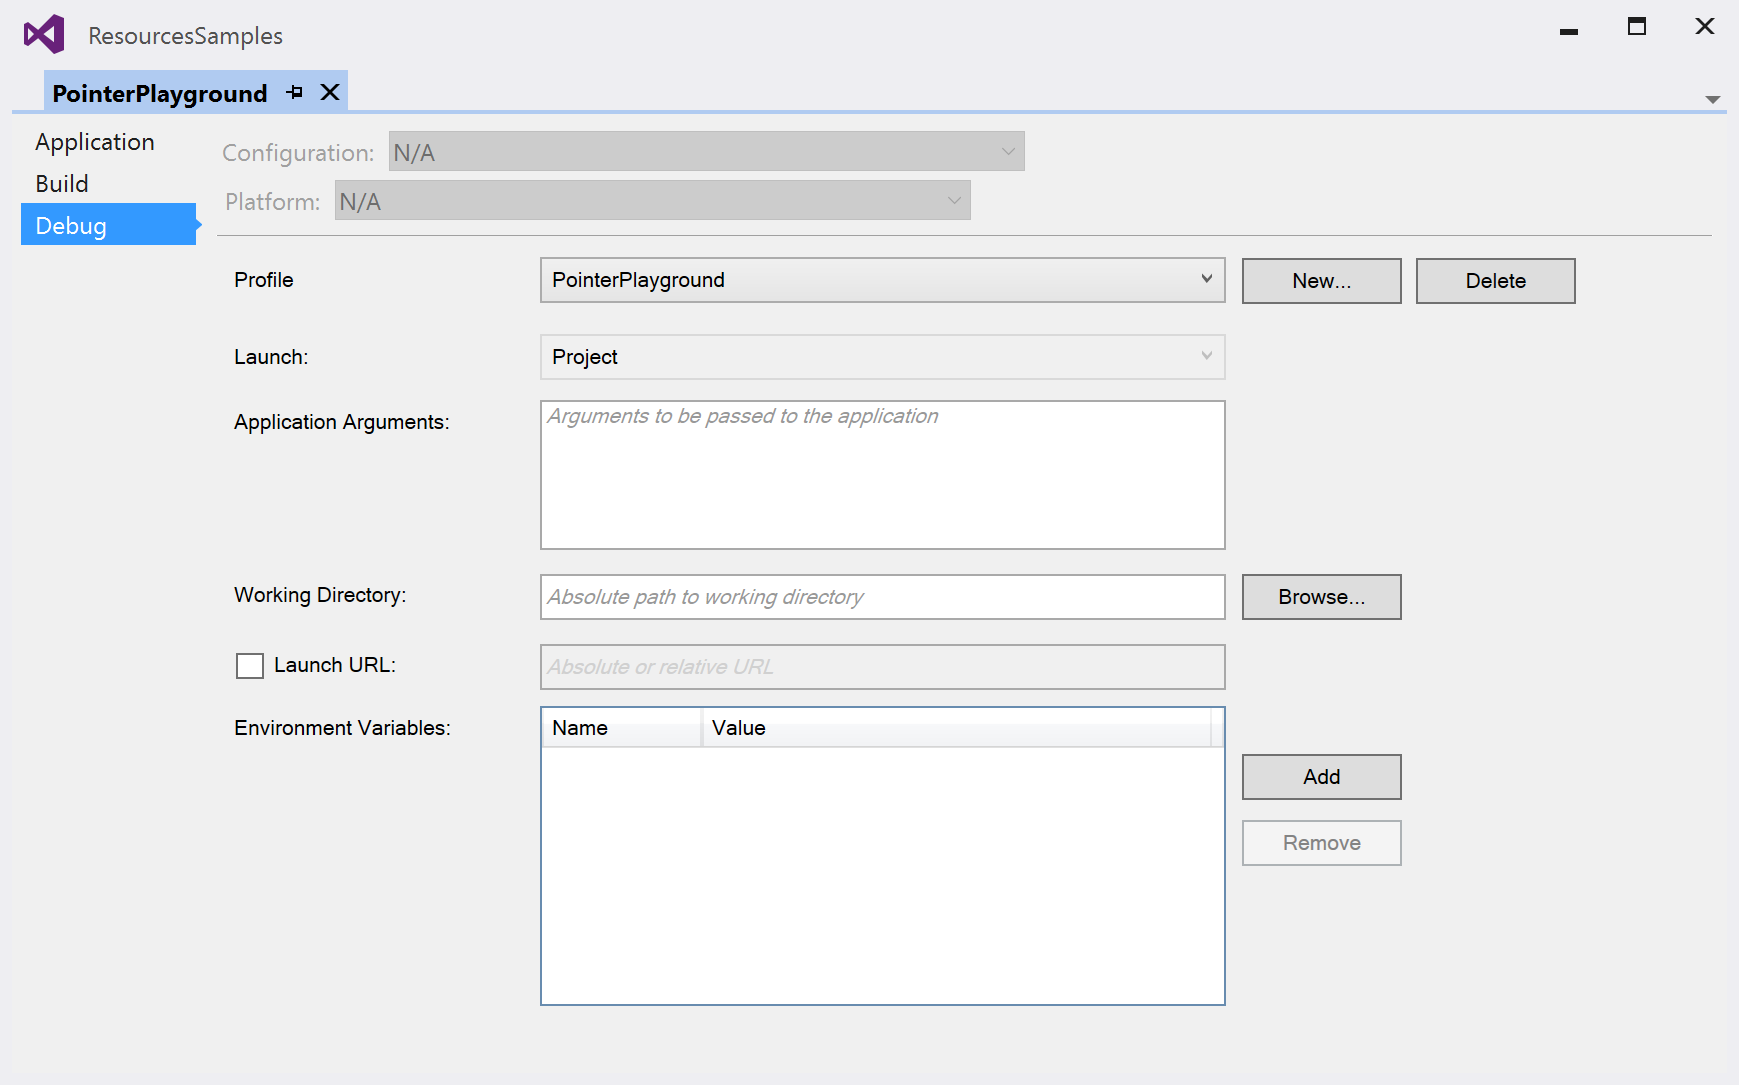 ResourcesSamples
PointerPlayground
Application
Build
Debug
Configuration: N/A
Platform: N/A
Profile PointerPlayground New... Delete
Launch: Project
Application Arguments: Arguments to be passed to the application
Working Directory: Absolute path to working directory Browse...
Launch URL: Absolute or relative URL
Environment Variables: Name Value
Add
Remove